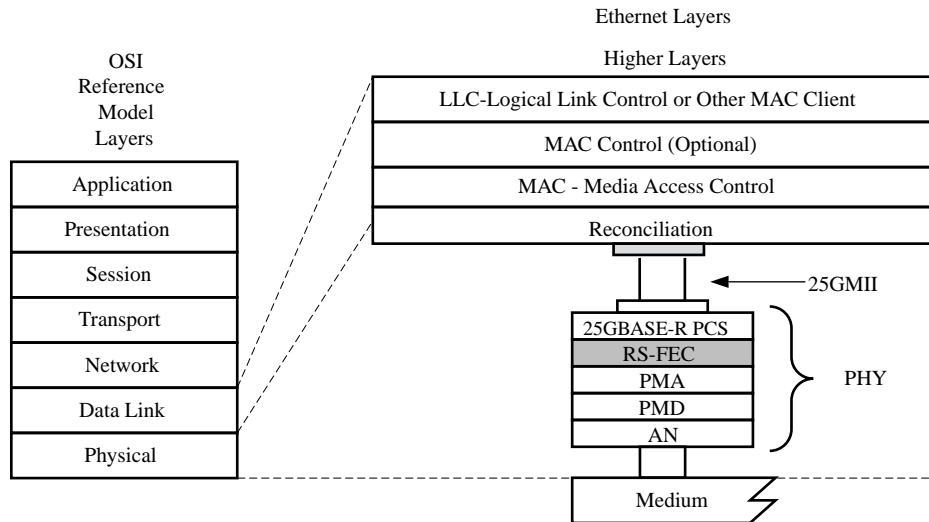 Ethernet Layers
OSI
Reference
Model
Layers
Higher Layers
LLC-Logical Link Control or Other MAC Client
MAC Control (Optional)
MAC - Media Access Control
Reconciliation
Application
Presentation
Session
Transport
Network
Data Link
Physical
25GMII
25GBASE-R PCS
RS-FEC
PMA
PMD
AN
PHY
Medium